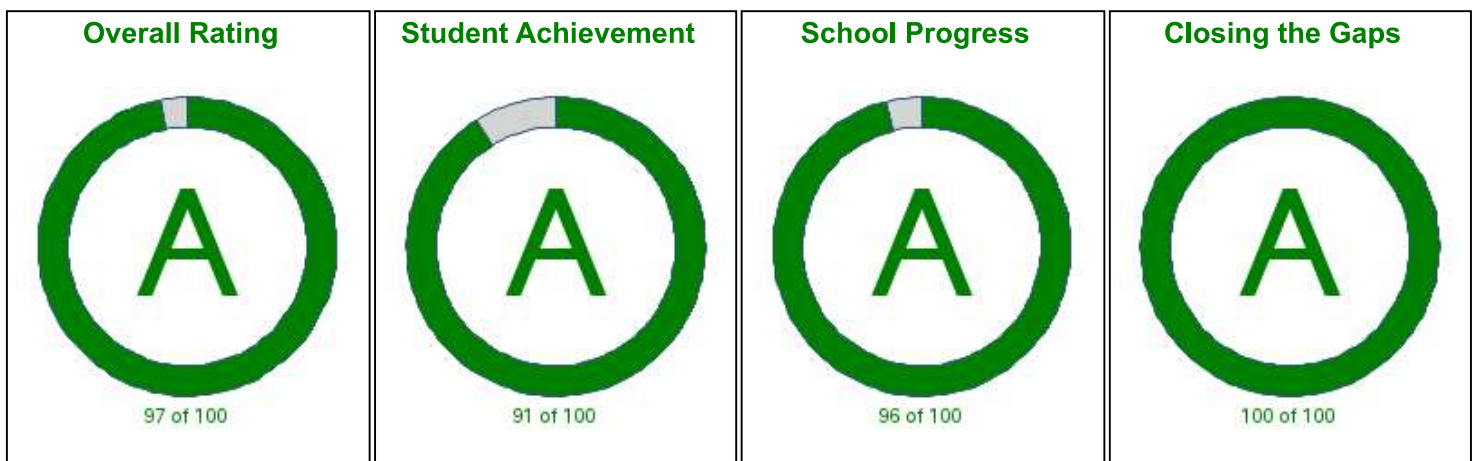 Overall Rating
A
97 of 100
Student Achievement
A
91 of 100
School Progress
A
96 of 100
Closing the Gaps
A
100 of 100